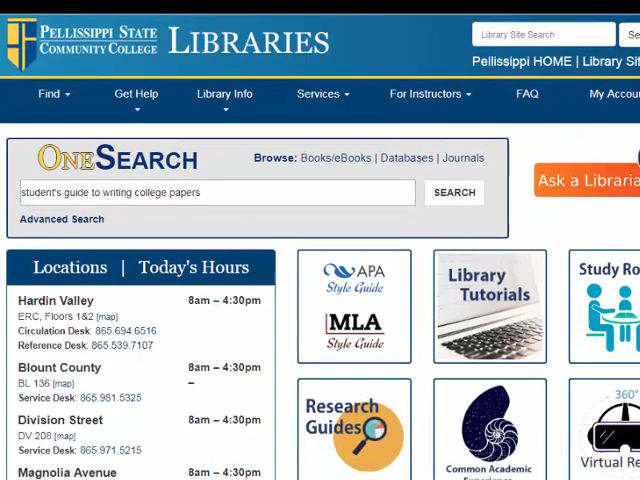 PELLISSIPPI STATE
COMMUNITY COLLEGE
LIBRARIES
Library Site Search
Se
Pellissippi HOME | Library Sit
Find
Get Help
Library Info
Services
For Instructors
FAQ
My Accou
ONESEARCH
Browse: Books/eBooks | Databases | Journals
student's guide to writing college papers
SEARCH
Advanced Search
Ask a Libraria
Locations | Today's Hours
Hardin Valley 8am – 4:30pm
ERC, Floors 1&2 [map]
Circulation Desk: 865.694.6516
Reference Desk: 865.539.7107
Blount County 8am – 4:30pm
BL 136 [map] –
Service Desk: 865.981.5325
Division Street 8am – 4:30pm
DV 208 [map]
Service Desk: 865.971.5215
Magnolia Avenue 8am – 4:30pm
APA
Style Guide
MLA
Style Guide
Library
Tutorials
Study Ro
Research
Guides
Common Academic
Experience
360°
Virtual Re